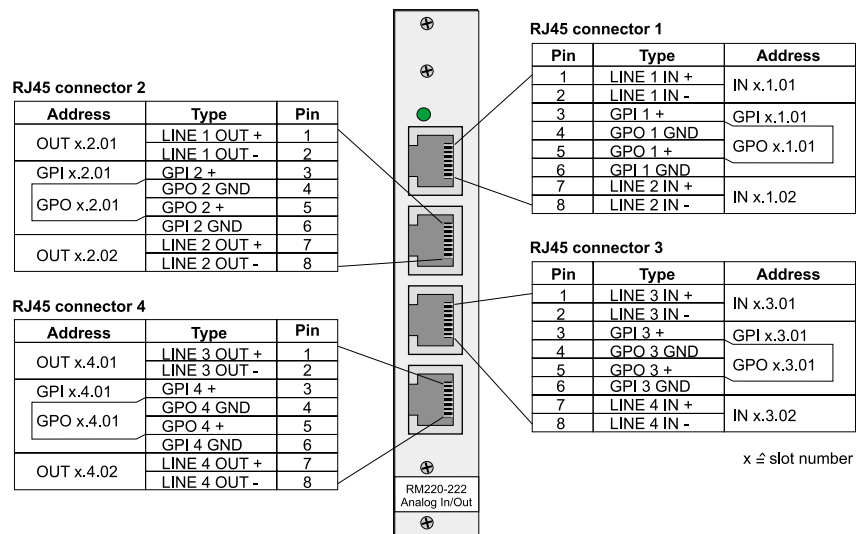 RJ45 connector 1
Pin Type Address
1 LINE 1 IN + IN x.1.01
2 LINE 1 IN -
3 GPI 1 + GPI x.1.01
4 GPO 1 GND GPO x.1.01
5 GPO 1 +
6 GPI 1 GND
7 LINE 2 IN + IN x.1.02
8 LINE 2 IN -
RJ45 connector 2
Address Type Pin
OUT x.2.01 LINE 1 OUT + 1
LINE 1 OUT - 2
GPI x.2.01 GPI 2 + 3
GPO x.2.01 GPO 2 GND 4
GPO 2 + 5
GPI 2 GND 6
OUT x.2.02 LINE 2 OUT + 7
LINE 2 OUT - 8
RJ45 connector 3
Pin Type Address
1 LINE 3 IN + IN x.3.01
2 LINE 3 IN -
3 GPI 3 + GPI x.3.01
4 GPO 3 GND GPO x.3.01
5 GPO 3 +
6 GPI 3 GND
7 LINE 4 IN + IN x.3.02
8 LINE 4 IN -
RJ45 connector 4
Address Type Pin
OUT x.4.01 LINE 3 OUT + 1
LINE 3 OUT - 2
GPI x.4.01 GPI 4 + 3
GPO x.4.01 GPO 4 GND 4
GPO 4 + 5
GPI 4 GND 6
OUT x.4.02 LINE 4 OUT + 7
LINE 4 OUT - 8
x ≙ slot number
RM220-222
Analog In/Out